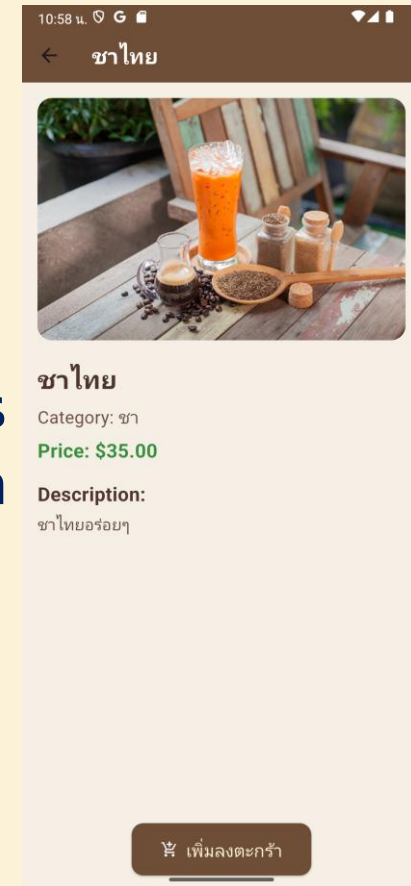 10:58 น.
ชาไทย
ชาไทย
Category: ชา
Price: $35.00
Description:
ชาไทยอร่อยๆ
เพิ่มลงตะกร้า